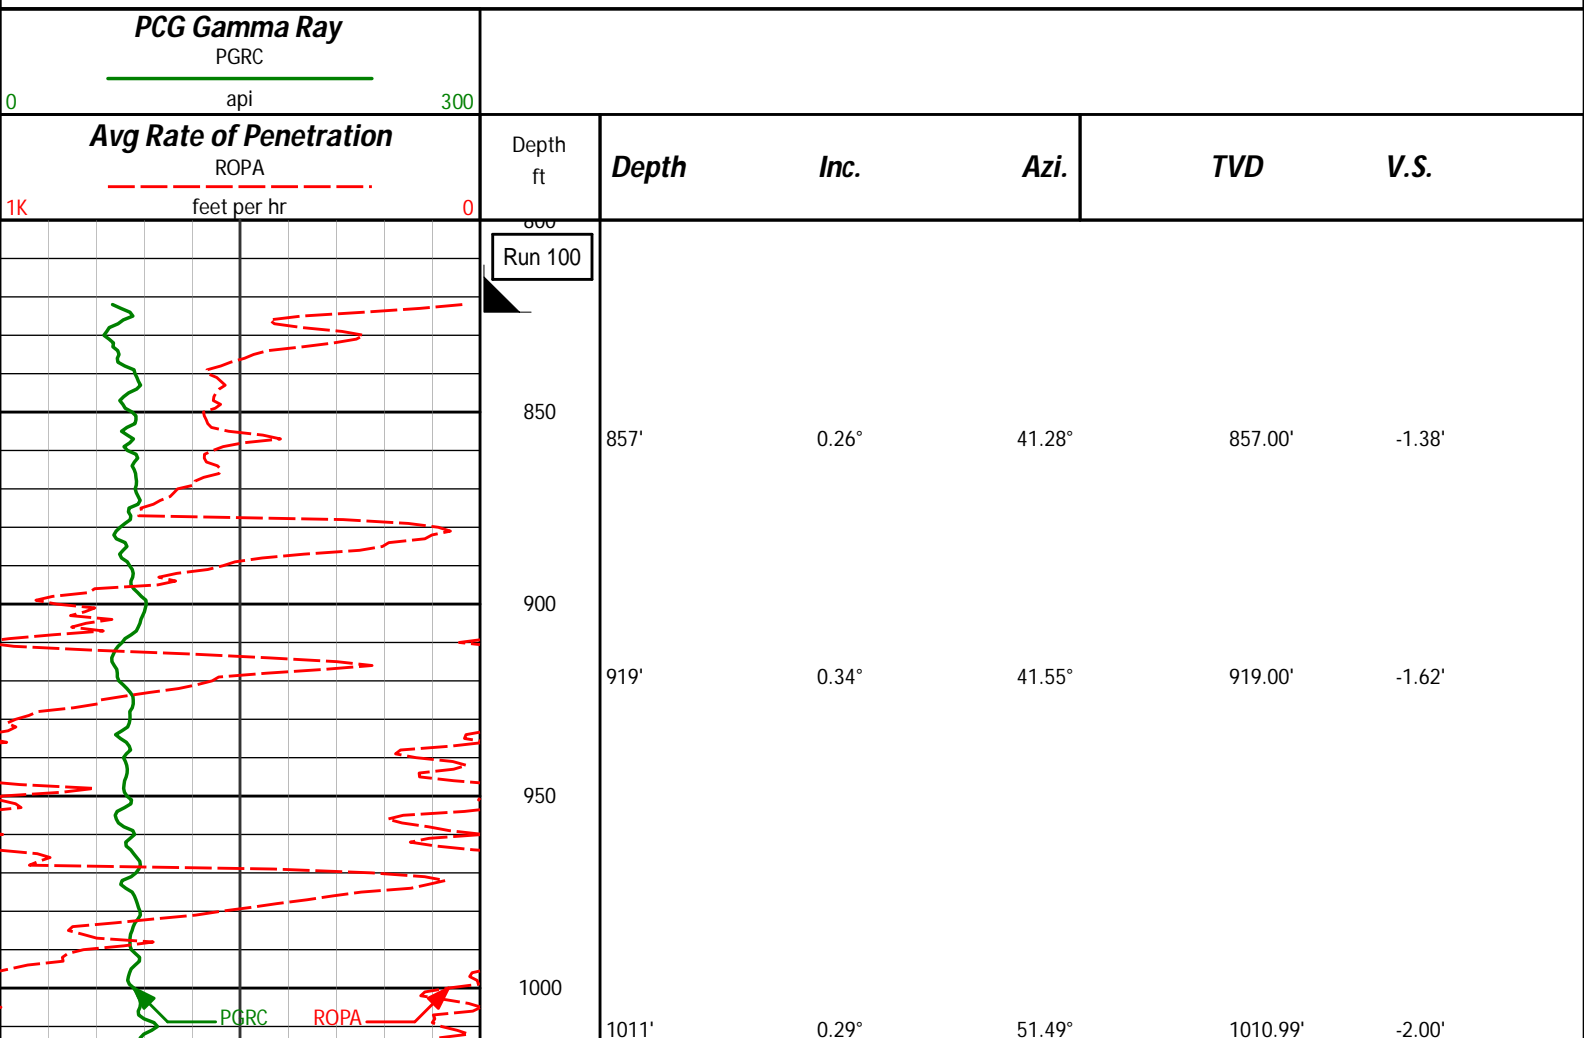 PCG Gamma Ray
PGRC
0 api 300
Avg Rate of Penetration
ROPA
1K feet per hr 0
Depth
ft
Depth Inc. Azi. TVD V.S.
800
Run 100
850
857' 0.26° 41.28° 857.00' -1.38'
900
919' 0.34° 41.55° 919.00' -1.62'
950
1000
PGRC ROPA
1011' 0.29° 51.49° 1010.99' -2.00'